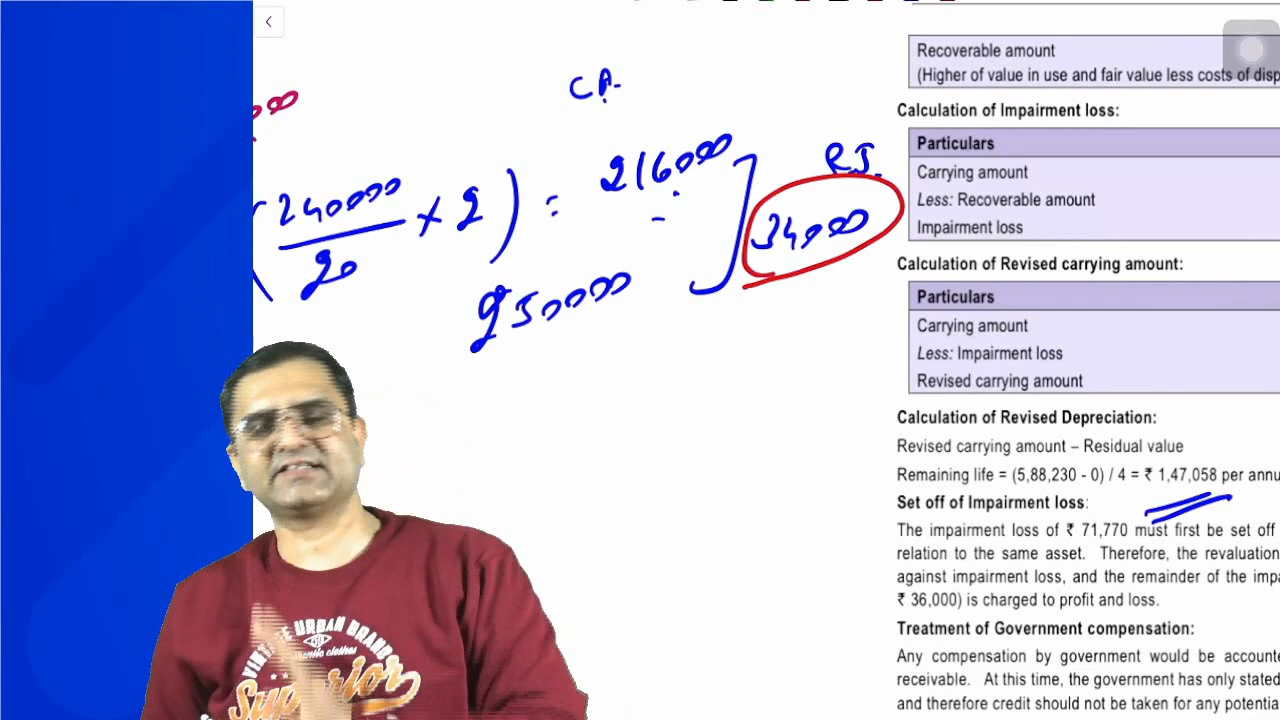 C A.
( 240000 / 20 × 2 ) = 216000
-
250000
R.S.
34000
Recoverable amount
(Higher of value in use and fair value less costs of disp
Calculation of Impairment loss:
Particulars
Carrying amount
Less: Recoverable amount
Impairment loss
Calculation of Revised carrying amount:
Particulars
Carrying amount
Less: Impairment loss
Revised carrying amount
Calculation of Revised Depreciation:
Revised carrying amount – Residual value
Remaining life = (5,88,230 - 0) / 4 = ₹ 1,47,058 per annu
Set off of Impairment loss:
The impairment loss of ₹ 71,770 must first be set off
relation to the same asset. Therefore, the revaluation
against impairment loss, and the remainder of the impa
₹ 36,000) is charged to profit and loss.
Treatment of Government compensation:
Any compensation by government would be accounte
receivable. At this time, the government has only stated
and therefore credit should not be taken for any potentia
URBAN BRAND
Superior